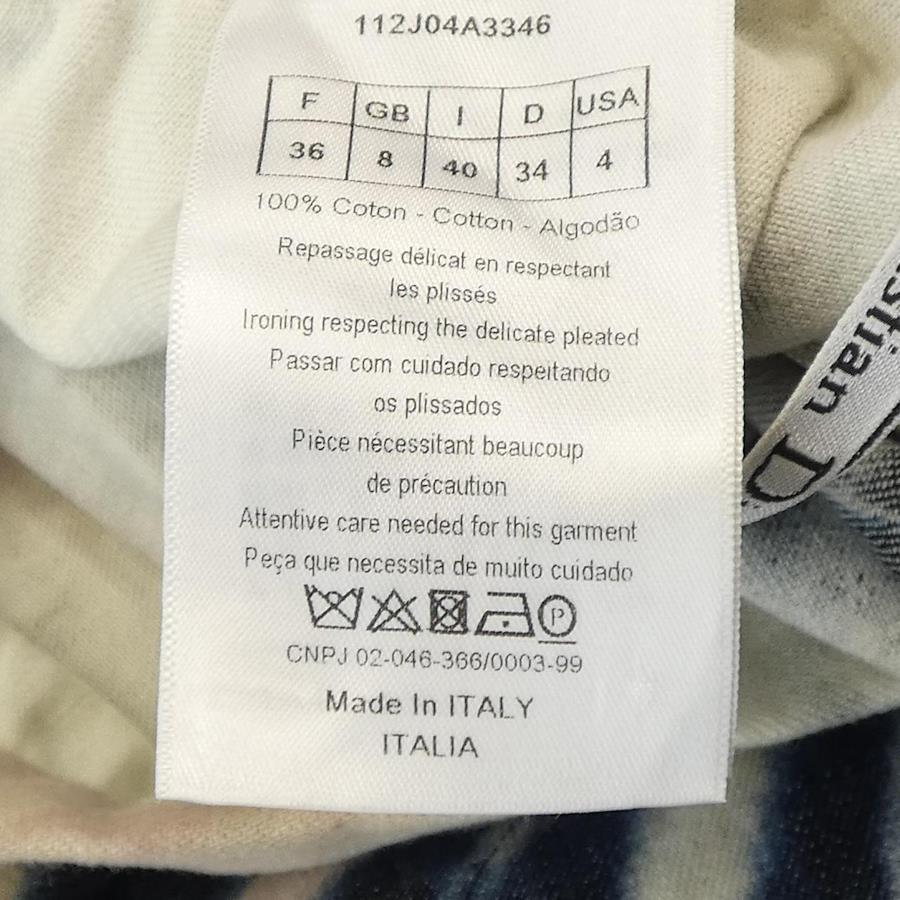 112J04A3346
F GB I D USA
36 8 40 34 4
100% Coton - Cotton - Algodão
Repassage délicat en respectant
les plissés
Ironing respecting the delicate pleated
Passar com cuidado respeitando
os plissados
Pièce nécessitant beaucoup
de précaution
Attentive care needed for this garment
Peça que necessita de muito cuidado
P
CNPJ 02-046-366/0003-99
Made In ITALY
ITALIA
stian D